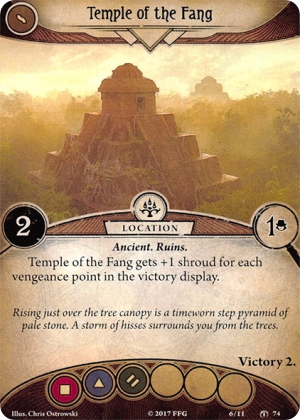 Temple of the Fang
2
LOCATION
1
Ancient. Ruins.
Temple of the Fang gets +1 shroud for each
vengeance point in the victory display.
Rising just over the tree canopy is a timeworn step pyramid of
pale stone. A storm of hisses surrounds you from the trees.
Victory 2.
Illus. Chris Ostrowski
© 2017 FFG
6/11
74